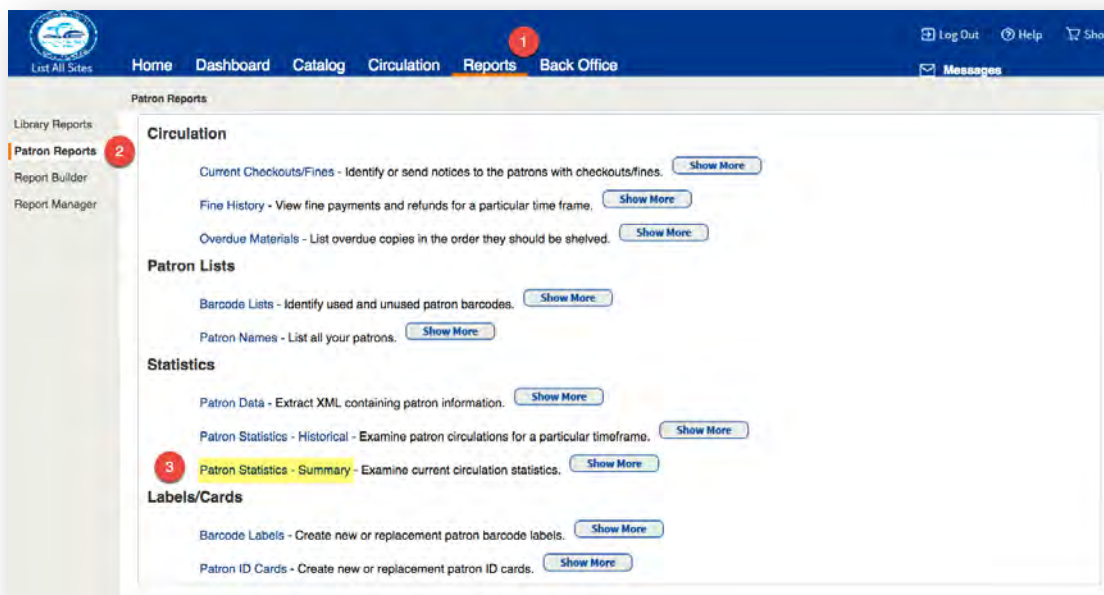 Log Out Help Sho
1
List All Sites Home Dashboard Catalog Circulation Reports Back Office
Messages
Patron Reports
Library Reports
Patron Reports 2
Report Builder
Report Manager
Circulation
Current Checkouts/Fines - Identify or send notices to the patrons with checkouts/fines. Show More
Fine History - View fine payments and refunds for a particular time frame. Show More
Overdue Materials - List overdue copies in the order they should be shelved. Show More
Patron Lists
Barcode Lists - Identify used and unused patron barcodes. Show More
Patron Names - List all your patrons. Show More
Statistics
Patron Data - Extract XML containing patron information. Show More
Patron Statistics - Historical - Examine patron circulations for a particular timeframe. Show More
3 Patron Statistics - Summary - Examine current circulation statistics. Show More
Labels/Cards
Barcode Labels - Create new or replacement patron barcode labels. Show More
Patron ID Cards - Create new or replacement patron ID cards. Show More